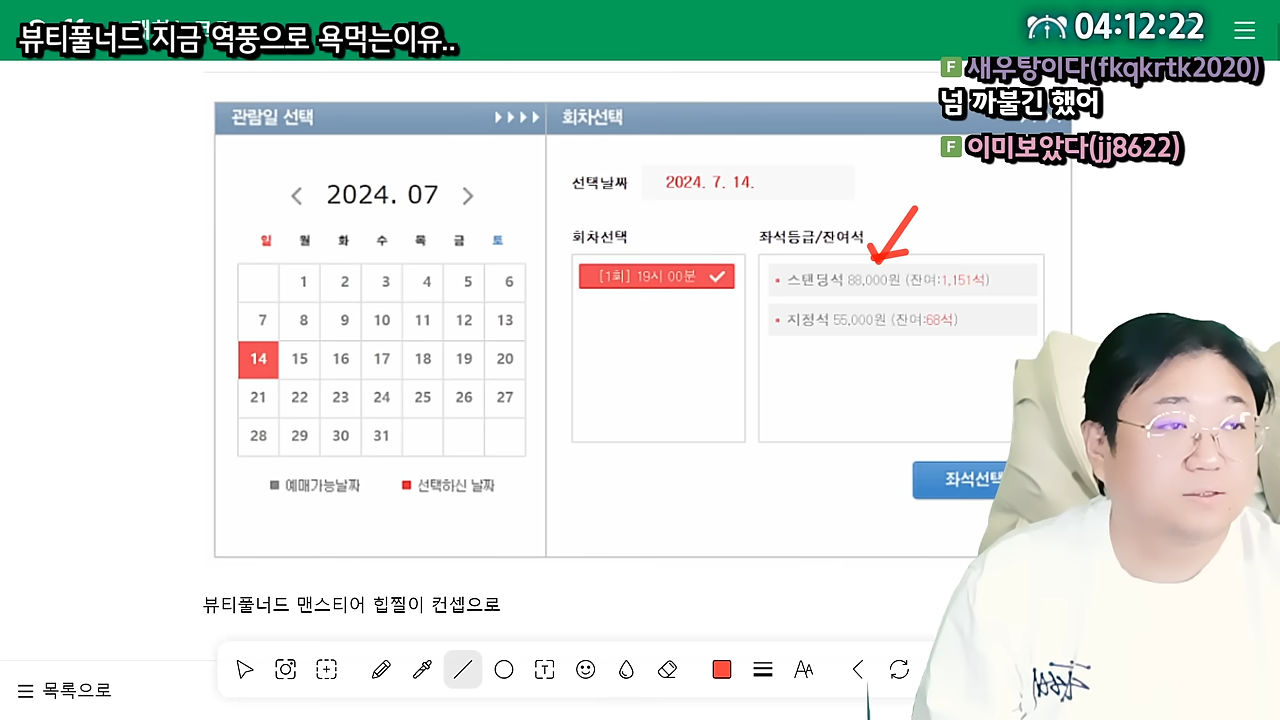 뷰티풀너드 지금 역풍으로 욕먹는이유..
04:12:22
F 새우탕이다(fkqkrtk2020)
넘 까불긴 했어
F 이미보았다(jj8622)
관람일 선택
회차선택
2024. 07
일 월 화 수 목 금 토
1 2 3 4 5 6
7 8 9 10 11 12 13
14 15 16 17 18 19 20
21 22 23 24 25 26 27
28 29 30 31
예매가능날짜 선택하신 날짜
선택날짜 2024. 7. 14.
회차선택
[1회] 19시 00분
좌석등급/잔여석
스탠딩석 88,000원 (잔여:1,151석)
지정석 55,000원 (잔여:68석)
좌석선택
뷰티풀너드 맨스티어 힙찔이 컨셉으로
목록으로